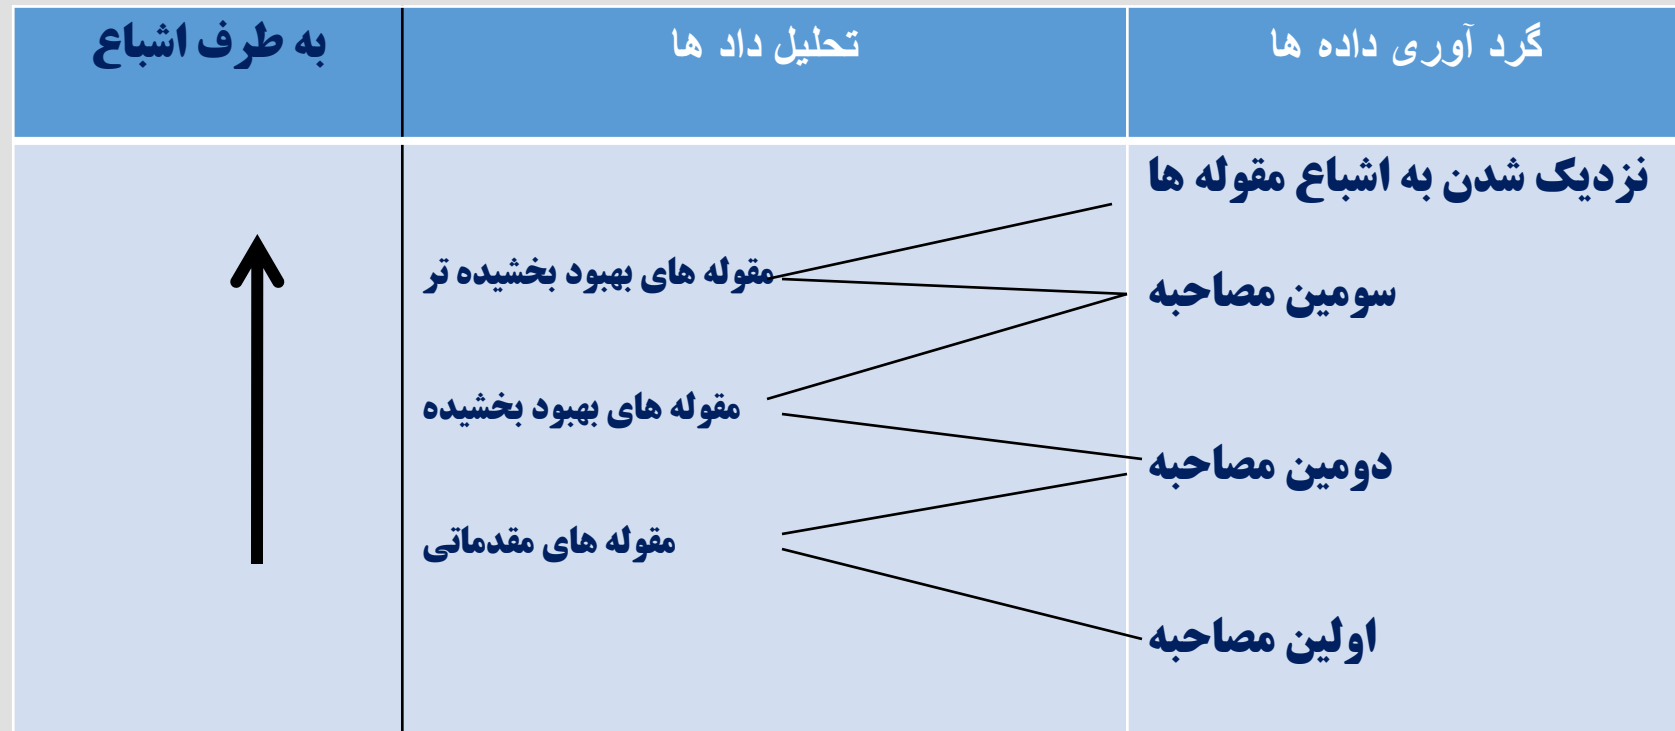 گرد آوری داده ها
تحلیل داد ها
به طرف اشباع
نزدیک شدن به اشباع مقوله ها
مقوله های بهبود بخشیده تر
سومین مصاحبه
مقوله های بهبود بخشیده
دومین مصاحبه
مقوله های مقدماتی
اولین مصاحبه